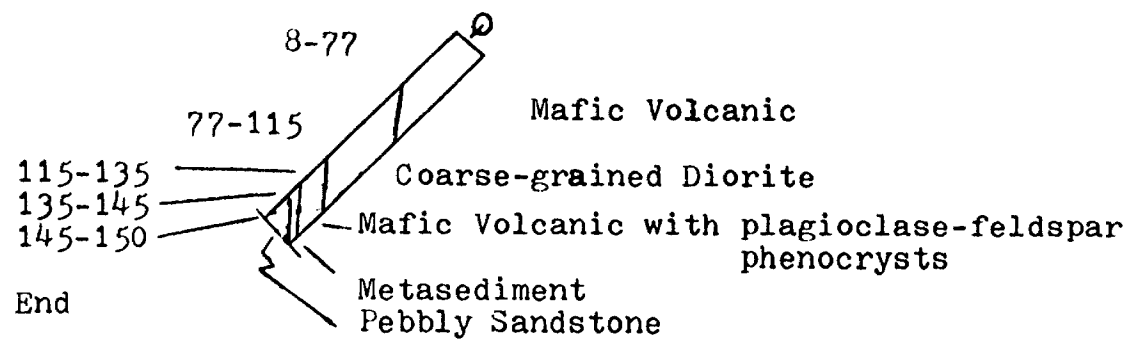 8-77
Mafic Volcanic
77-115
115-135
Coarse-grained Diorite
135-145
Mafic Volcanic with plagioclase-feldspar
145-150
phenocrysts
Metasediment
End
Pebbly Sandstone